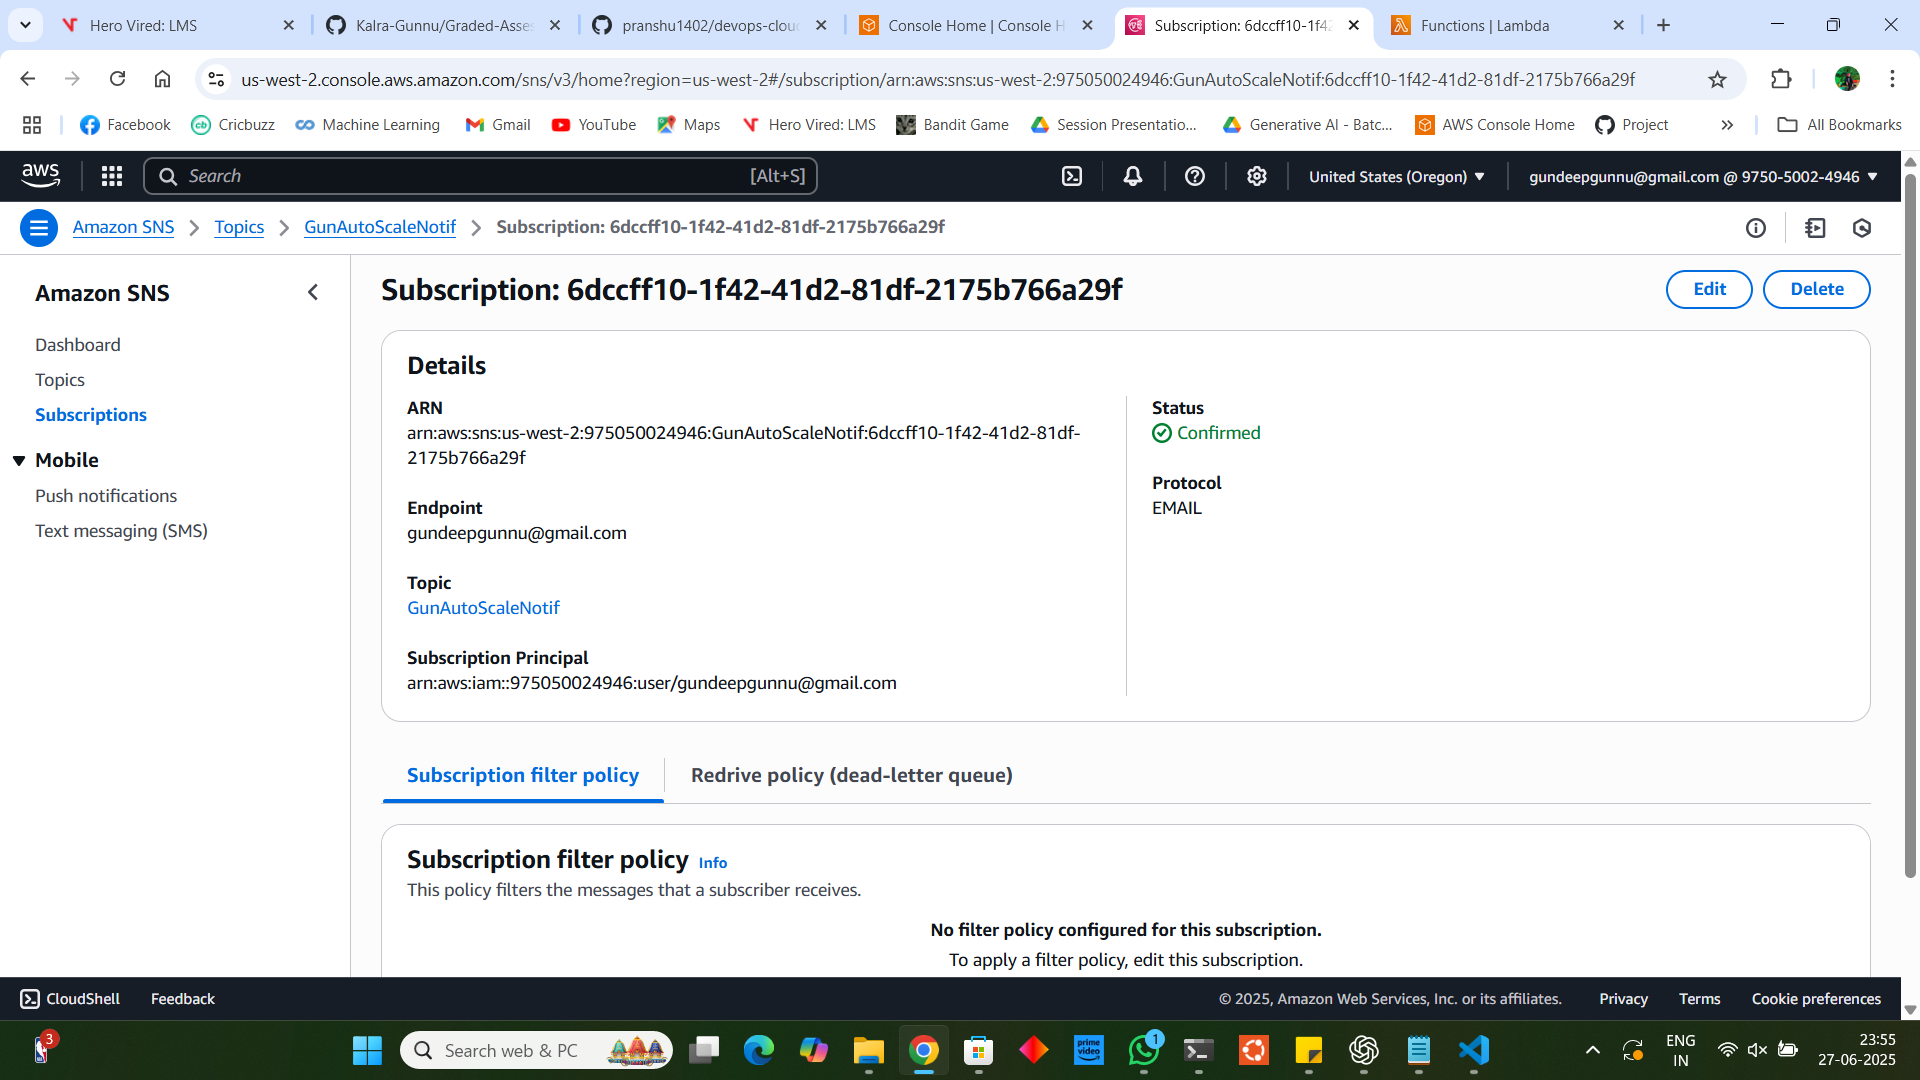 Hero Vired: LMS
Kalra-Gunnu/Graded-Asses
pranshu1402/devops-clou
Console Home | Console H
Subscription: 6dccff10-1f42
Functions | Lambda
us-west-2.console.aws.amazon.com/sns/v3/home?region=us-west-2#/subscription/arn:aws:sns:us-west-2:975050024946:GunAutoScaleNotif:6dccff10-1f42-41d2-81df-2175b766a29f
Facebook
Cricbuzz
Machine Learning
Gmail
YouTube
Maps
Hero Vired: LMS
Bandit Game
Session Presentatio...
Generative AI - Batc...
AWS Console Home
Project
All Bookmarks
aws
Search
[Alt+S]
United States (Oregon)
gundeepgunnu@gmail.com @ 9750-5002-4946
Amazon SNS
Topics
GunAutoScaleNotif
Subscription: 6dccff10-1f42-41d2-81df-2175b766a29f
Amazon SNS
Dashboard
Topics
Subscriptions
Mobile
Push notifications
Text messaging (SMS)
Subscription: 6dccff10-1f42-41d2-81df-2175b766a29f
Edit
Delete
Details
ARN
arn:aws:sns:us-west-2:975050024946:GunAutoScaleNotif:6dccff10-1f42-41d2-81df-
2175b766a29f
Endpoint
gundeepgunnu@gmail.com
Topic
GunAutoScaleNotif
Subscription Principal
arn:aws:iam::975050024946:user/gundeepgunnu@gmail.com
Status
Confirmed
Protocol
EMAIL
Subscription filter policy
Redrive policy (dead-letter queue)
Subscription filter policy Info
This policy filters the messages that a subscriber receives.
No filter policy configured for this subscription.
To apply a filter policy, edit this subscription.
CloudShell
Feedback
© 2025, Amazon Web Services, Inc. or its affiliates.
Privacy
Terms
Cookie preferences
3
Search web & PC
prime video
1
ENG
IN
23:55
27-06-2025